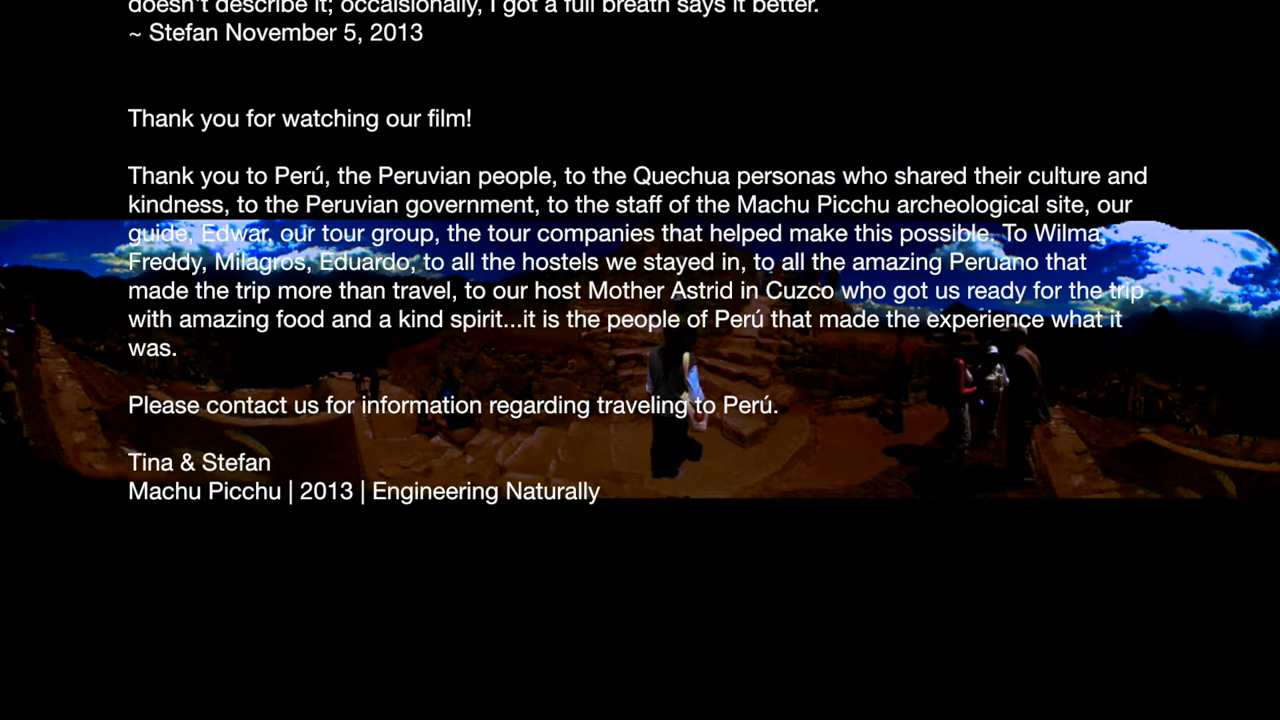 doesn't describe it; occaisionally, I got a full breath says it better.
~ Stefan November 5, 2013
Thank you for watching our film!
Thank you to Perú, the Peruvian people, to the Quechua personas who shared their culture and
kindness, to the Peruvian government, to the staff of the Machu Picchu archeological site, our
guide, Edwar, our tour group, the tour companies that helped make this possible. To Wilma,
Freddy, Milagros, Eduardo, to all the hostels we stayed in, to all the amazing Peruano that
made the trip more than travel, to our host Mother Astrid in Cuzco who got us ready for the trip
with amazing food and a kind spirit...it is the people of Perú that made the experience what it
was.
Please contact us for information regarding traveling to Perú.
Tina & Stefan
Machu Picchu | 2013 | Engineering Naturally